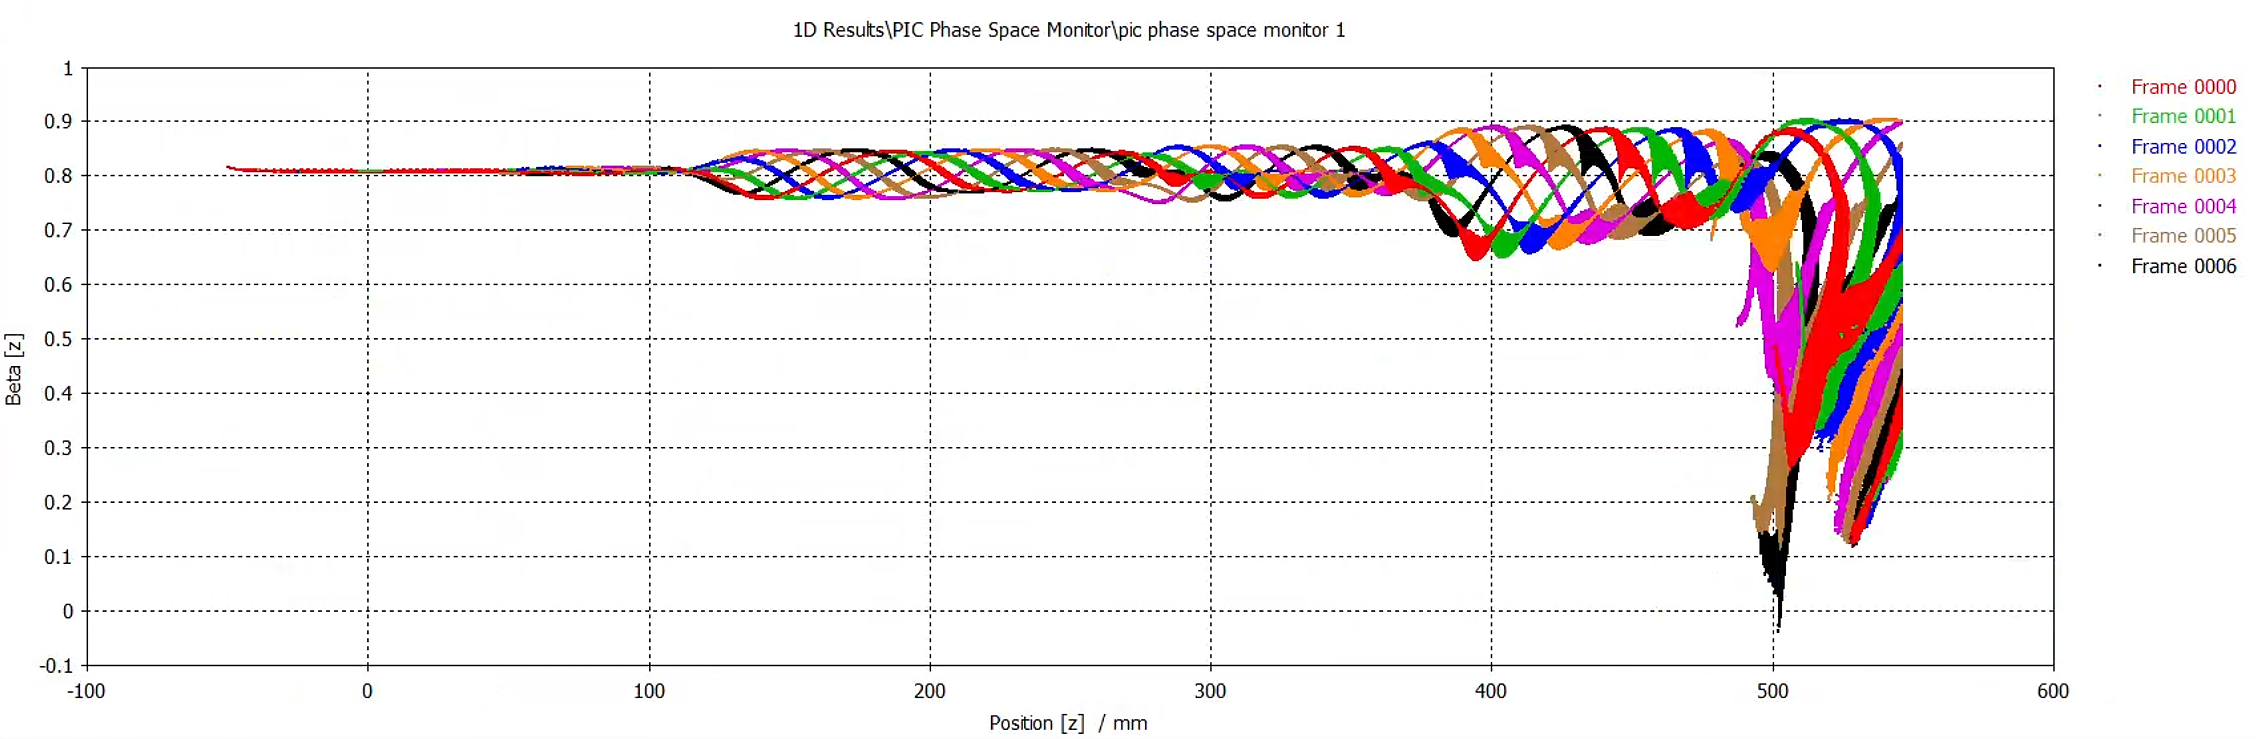 1D Results\PIC Phase Space Monitor\pic phase space monitor 1
1
0.9
0.8
0.7
0.6
0.5
0.4
0.3
0.2
0.1
0
-0.1
Beta [z]
-100 0 100 200 300 400 500 600
Position [z] / mm
Frame 0000
Frame 0001
Frame 0002
Frame 0003
Frame 0004
Frame 0005
Frame 0006